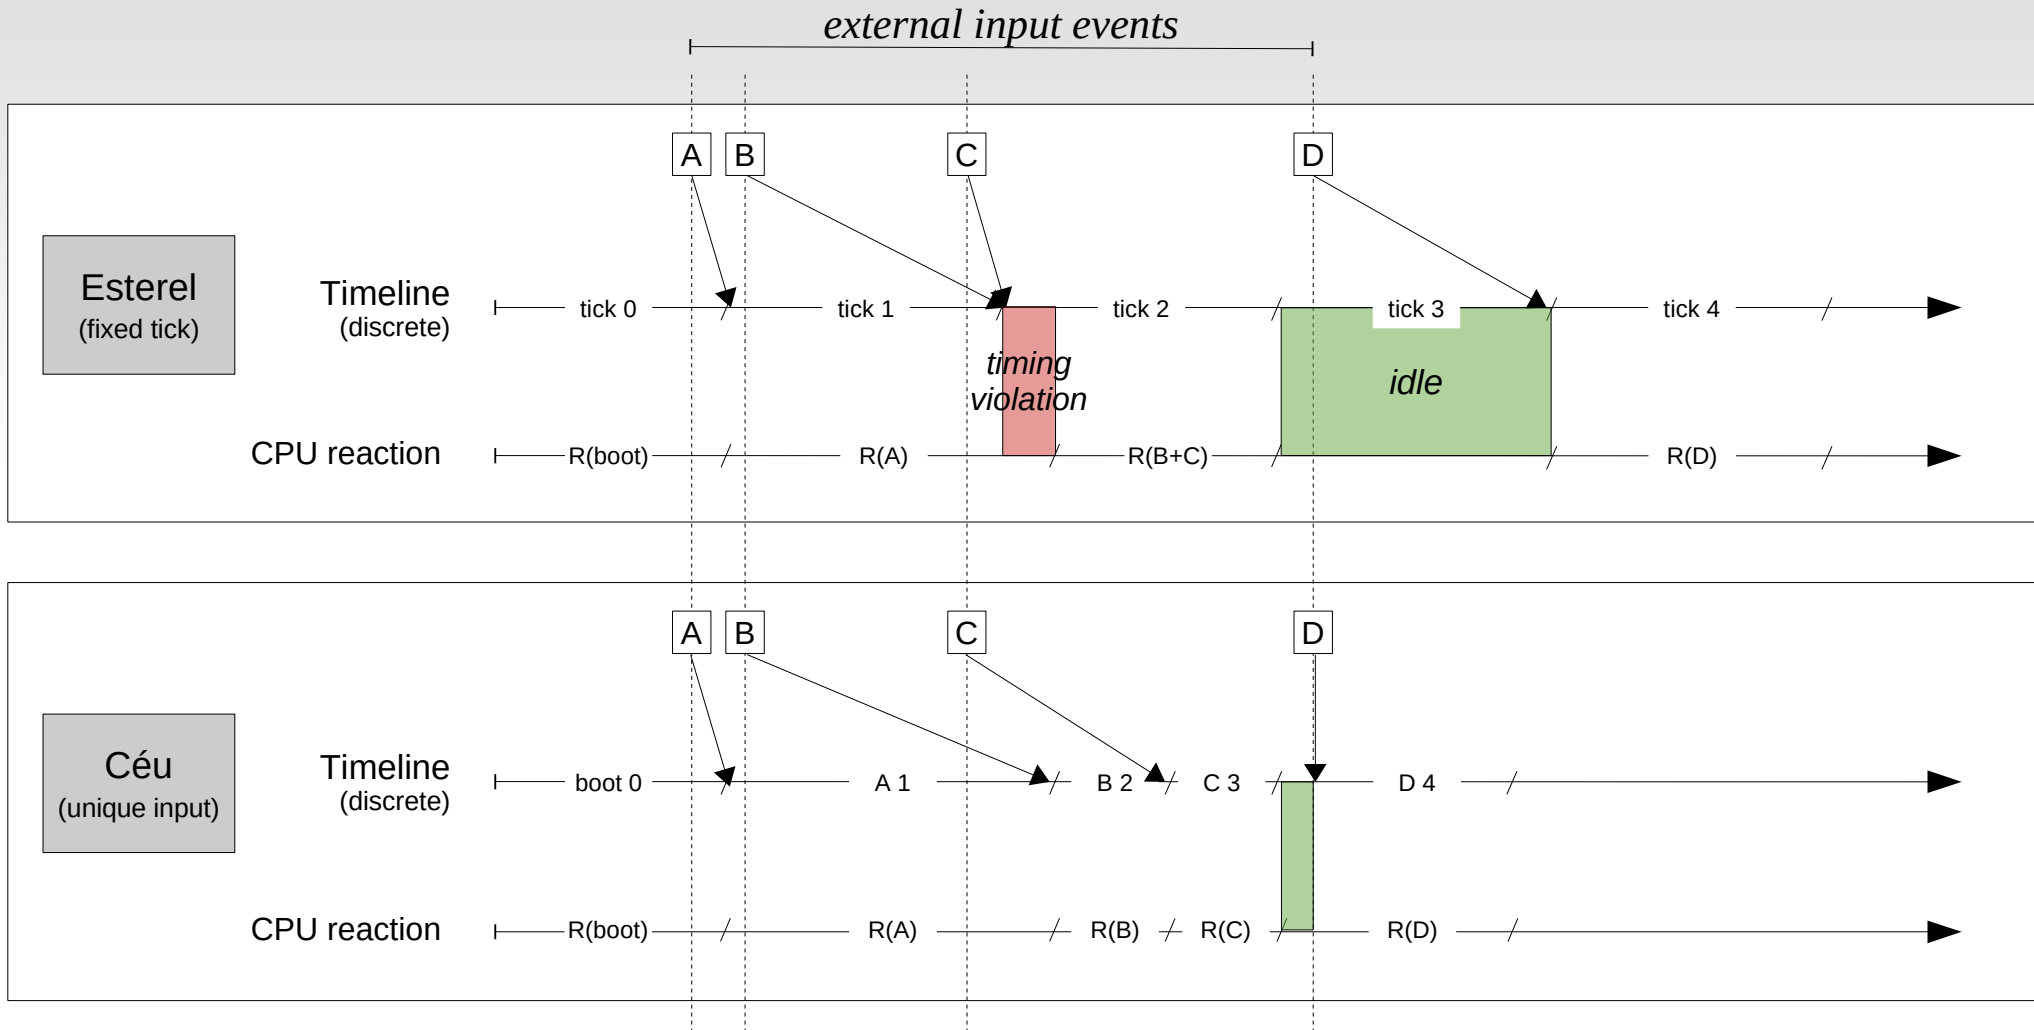 external input events
A B C D
Esterel
(fixed tick)
Timeline
(discrete)
tick 0 tick 1 tick 2 tick 3 tick 4
timing
violation
idle
CPU reaction
R(boot) R(A) R(B+C) R(D)
A B C D
Céu
(unique input)
Timeline
(discrete)
boot 0 A 1 B 2 C 3 D 4
CPU reaction
R(boot) R(A) R(B) R(C) R(D)